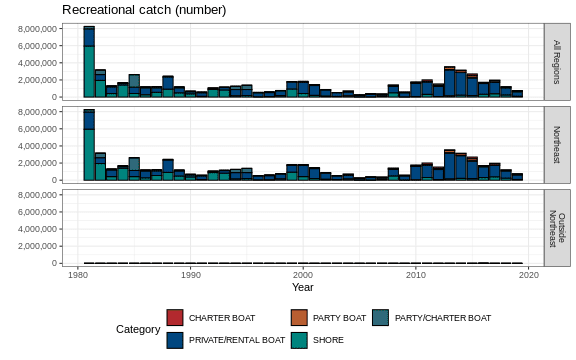 Recreational catch (number)
8,000,000
6,000,000
4,000,000
2,000,000
0
All Regions
8,000,000
6,000,000
4,000,000
2,000,000
0
Northeast
8,000,000
6,000,000
4,000,000
2,000,000
0
Outside
Northeast
1980 1990 2000 2010 2020
Year
Category
CHARTER BOAT PARTY BOAT PARTY/CHARTER BOAT
PRIVATE/RENTAL BOAT SHORE